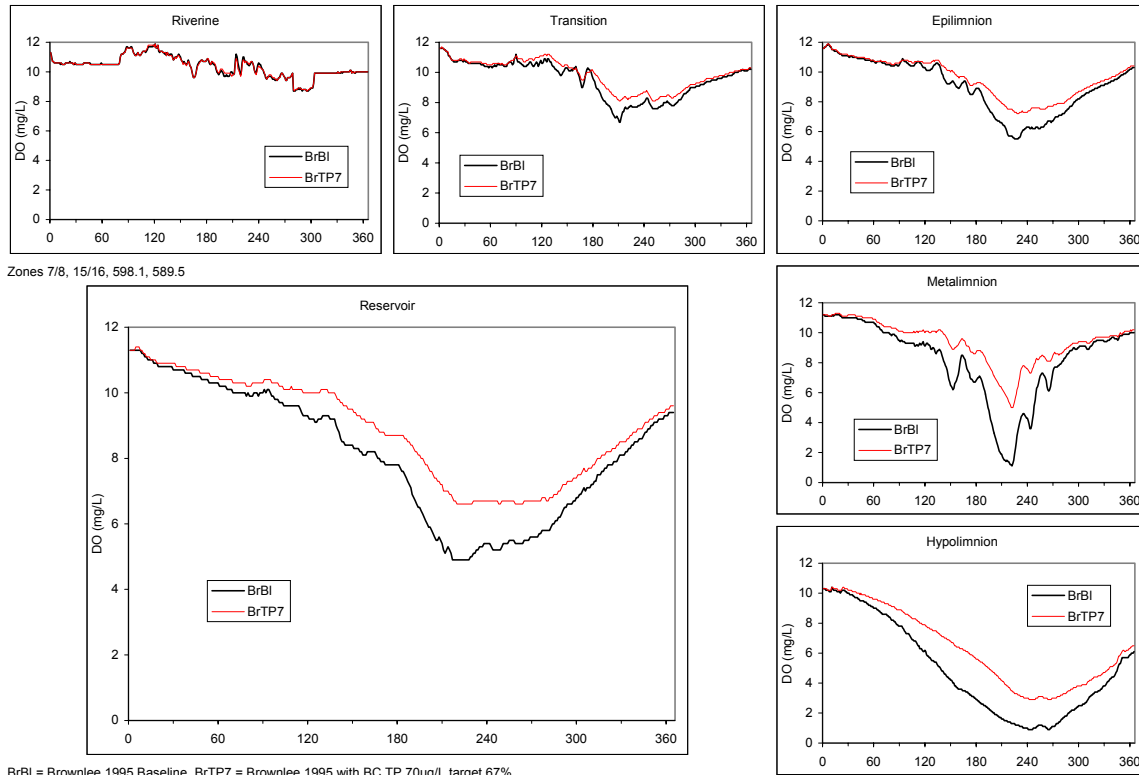 Riverine
12
10
8
6
4
2
0
DO (mg/L)
BrBl
BrTP7
0 60 120 180 240 300 360
Transition
12
10
8
6
4
2
0
DO (mg/L)
BrBl
BrTP7
0 60 120 180 240 300 360
Epilimnion
12
10
8
6
4
2
0
DO (mg/L)
BrBl
BrTP7
0 60 120 180 240 300 360
Zones 7/8, 15/16, 598.1, 589.5
Reservoir
12
10
8
6
4
2
0
DO (mg/L)
BrBl
BrTP7
0 60 120 180 240 300 360
Metalimnion
12
10
8
6
4
2
0
DO (mg/L)
BrBl
BrTP7
0 60 120 180 240 300 360
Hypolimnion
12
10
8
6
4
2
0
DO (mg/L)
BrBl
BrTP7
0 60 120 180 240 300 360
BrBl = Brownlee 1995 Baseline, BrTP7 = Brownlee 1995 with BC TP 70ug/L target 67%